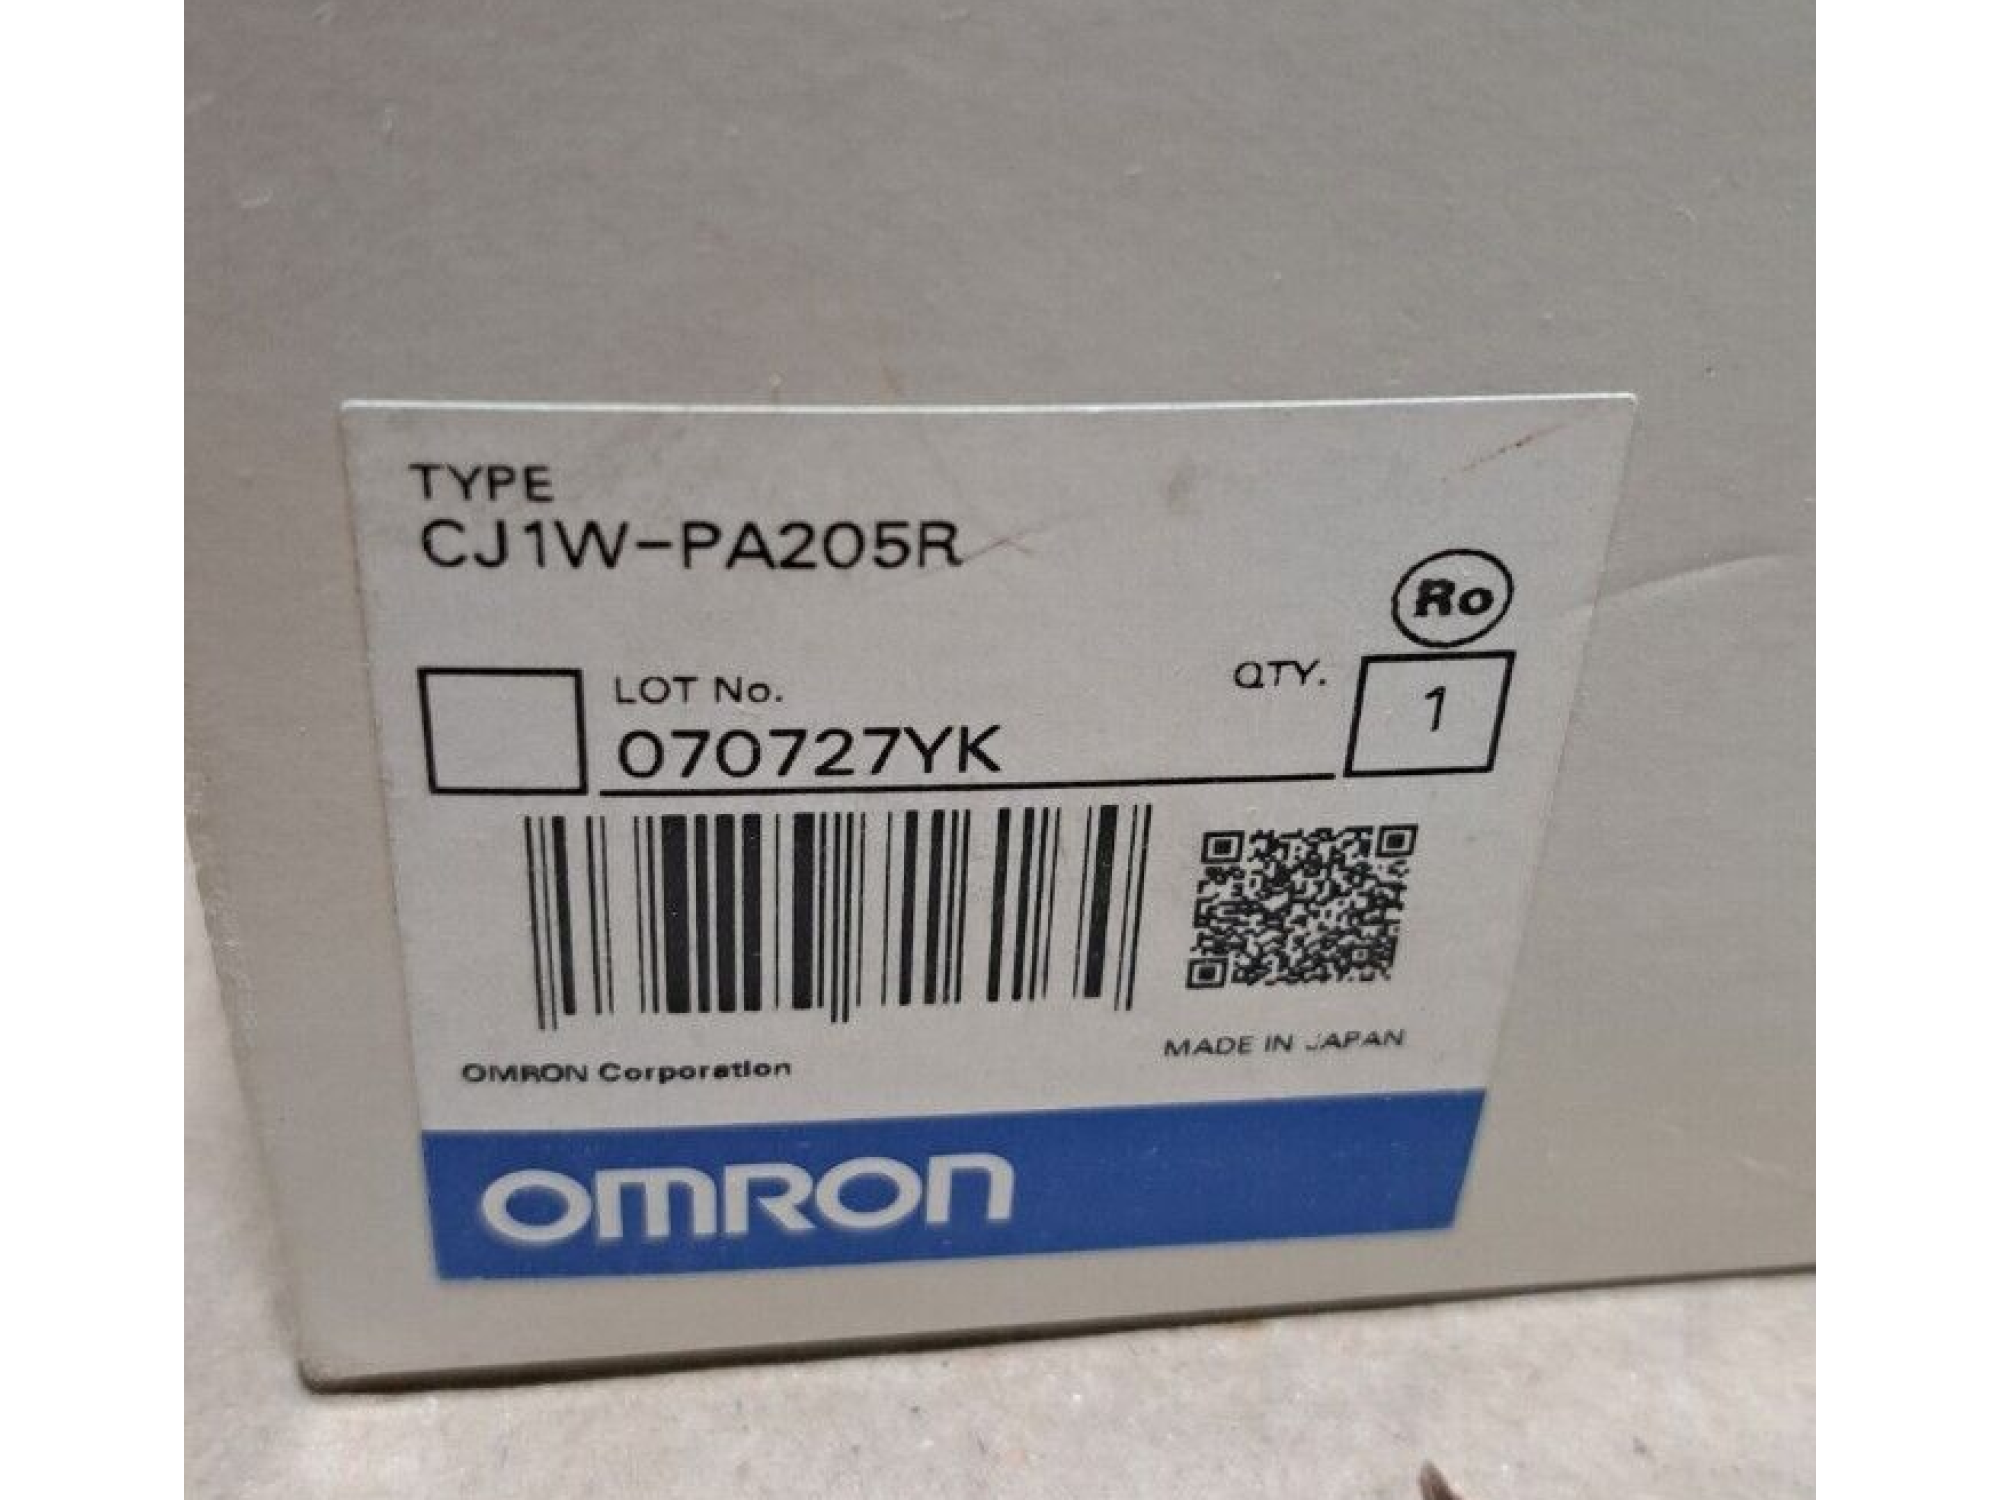 TYPE
CJ1W-PA205R
Ro
LOT No.
QTY.
1
070727YK
MADE IN JAPAN
OMRON Corporation
OMRON